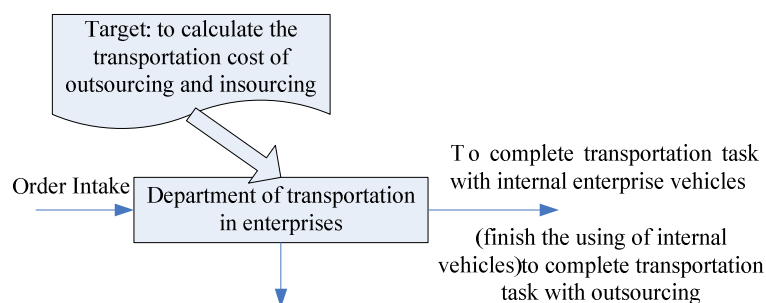 Target: to calculate the
transportation cost of
outsourcing and insourcing
Order Intake
Department of transportation
in enterprises
To complete transportation task
with internal enterprise vehicles
(finish the using of internal
vehicles)to complete transportation
task with outsourcing